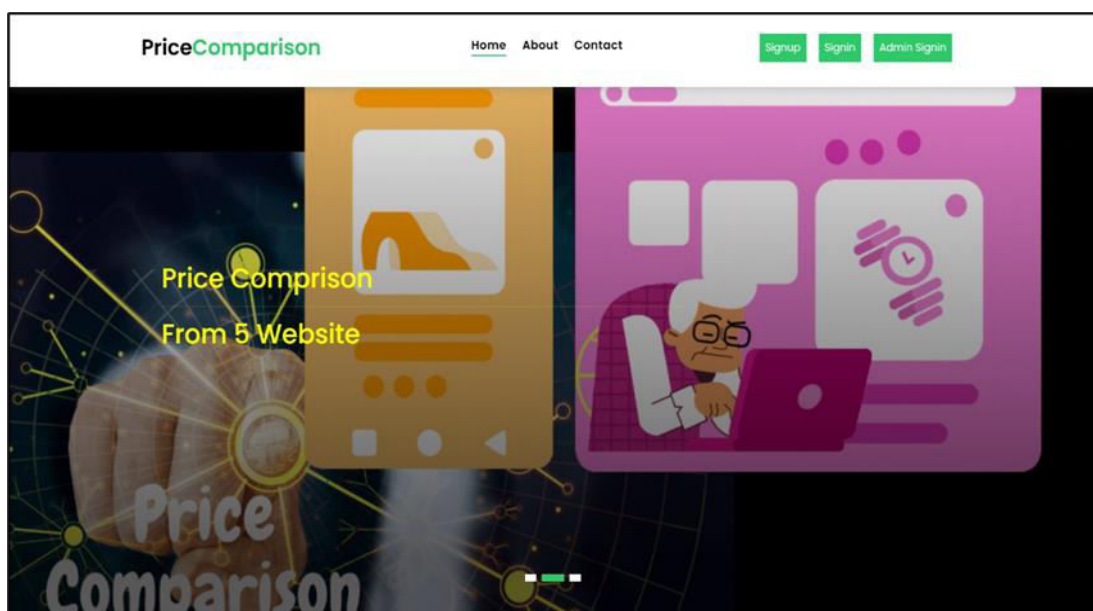 PriceComparison
Home About Contact
Signup Signin Admin Signin
Price Comprison
From 5 Website
Price
Comparison